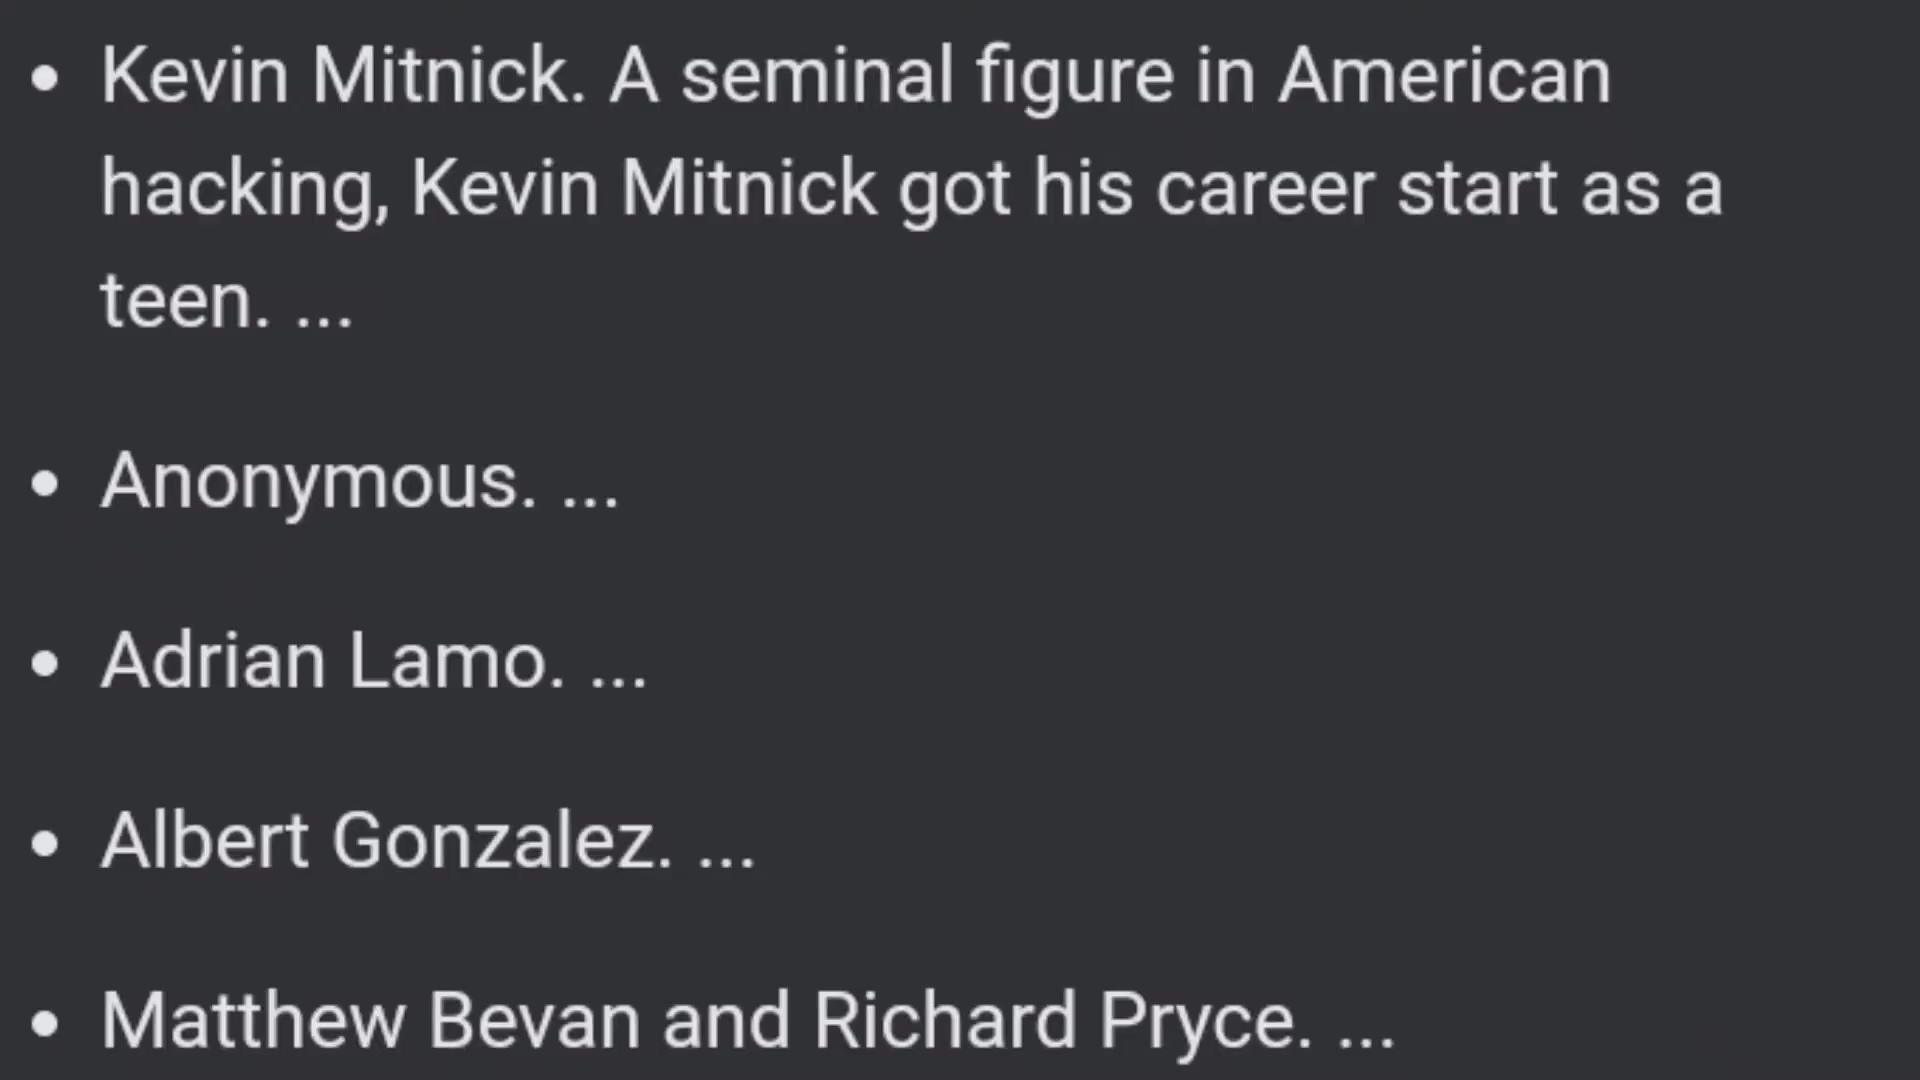 • Kevin Mitnick. A seminal figure in American
hacking, Kevin Mitnick got his career start as a
teen. ...
• Anonymous. ...
• Adrian Lamo. ...
• Albert Gonzalez. ...
• Matthew Bevan and Richard Pryce. ...